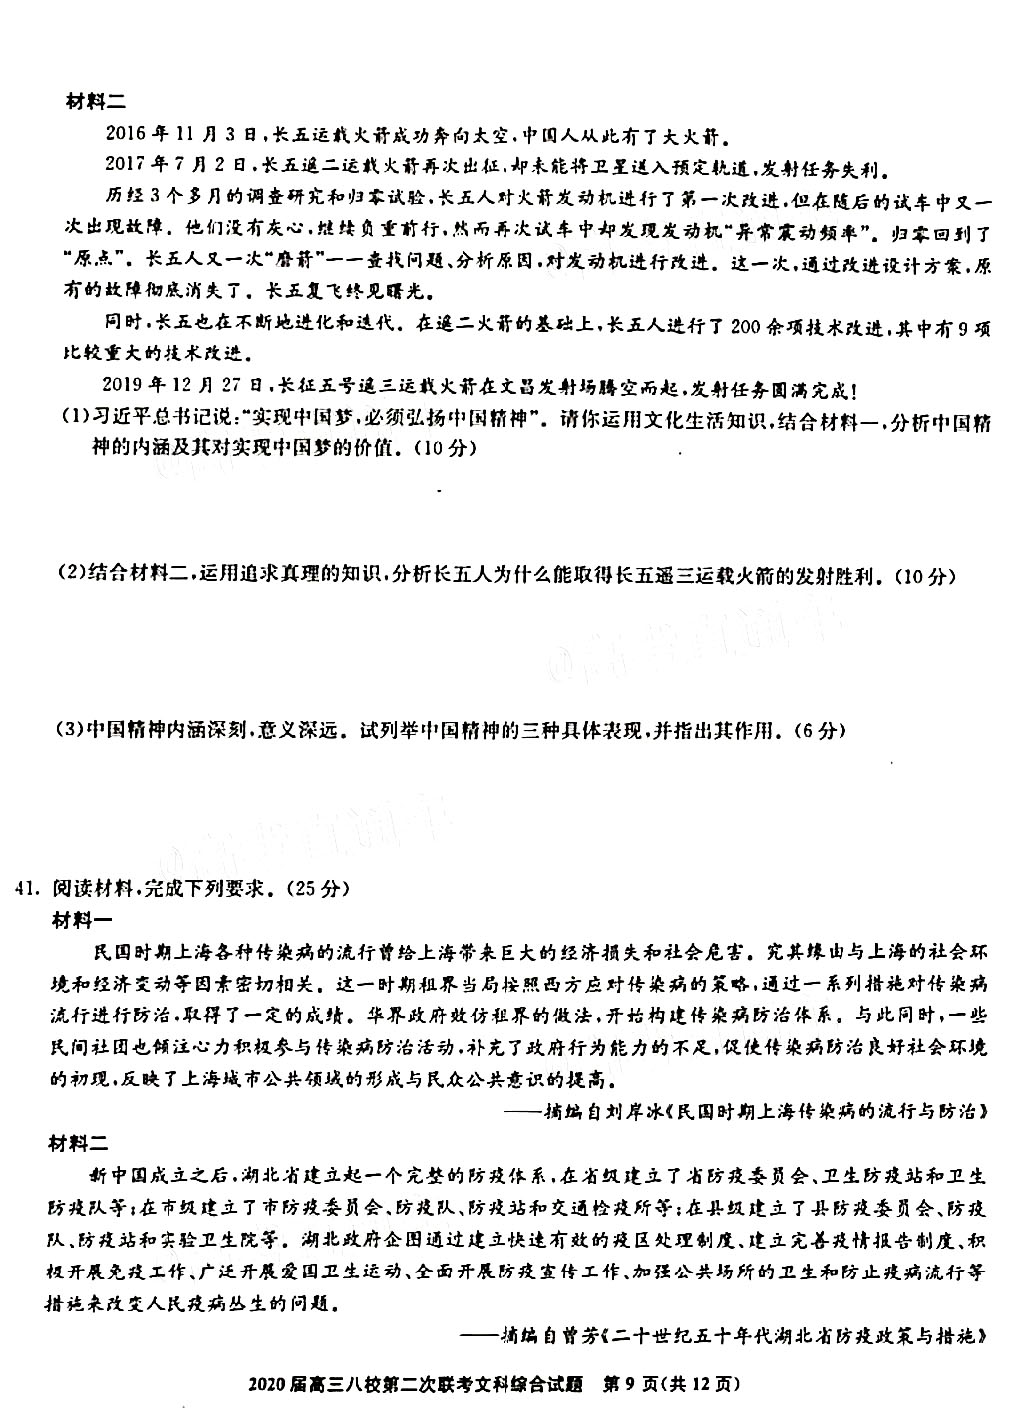 材料二
2016 年 11 月 3 日,长五运载火箭成功奔向太空,中国人从此有了大火箭。
2017 年 7 月 2 日,长五遥二运载火箭再次出征,却未能将卫星送入预定轨道,发射任务失利。
历经 3 个多月的调查研究和归零试验,长五人对火箭发动机进行了第一次改进,但在随后的试车中又一
次出现故障。他们没有灰心,继续负重前行,然而再次试车中却发现发动机“异常震动频率”。归零回到了
“原点”。长五人又一次“磨箭”——查找问题、分析原因,对发动机进行改进。这一次,通过改进设计方案,原
有的故障彻底消失了。长五复飞终见曙光。
同时,长五也在不断地进化和迭代。在遥二火箭的基础上,长五人进行了 200 余项技术改进,其中有 9 项
比较重大的技术改进。
2019 年 12 月 27 日,长征五号遥三运载火箭在文昌发射场腾空而起,发射任务圆满完成!
(1)习近平总书记说:“实现中国梦,必须弘扬中国精神”。请你运用文化生活知识,结合材料一,分析中国精
神的内涵及其对实现中国梦的价值。(10 分)
(2)结合材料二,运用追求真理的知识,分析长五人为什么能取得长五遥三运载火箭的发射胜利。(10 分)
(3)中国精神内涵深刻,意义深远。试列举中国精神的三种具体表现,并指出其作用。(6 分)
41. 阅读材料,完成下列要求。(25 分)
材料一
民国时期上海各种传染病的流行曾给上海带来巨大的经济损失和社会危害。究其缘由与上海的社会环
境和经济变动等因素密切相关。这一时期租界当局按照西方应对传染病的策略,通过一系列措施对传染病
流行进行防治,取得了一定的成绩。华界政府效仿租界的做法,开始构建传染病防治体系。与此同时,一些
民间社团也倾注心力积极参与传染病防治活动,补充了政府行为能力的不足,促使传染病防治良好社会环境
的初现,反映了上海城市公共领域的形成与民众公共意识的提高。
——摘编自刘岸冰《民国时期上海传染病的流行与防治》
材料二
新中国成立之后,湖北省建立起一个完整的防疫体系,在省级建立了省防疫委员会、卫生防疫站和卫生
防疫队等;在市级建立了市防疫委员会、防疫队、防疫站和交通检疫所等;在县级建立了县防疫委员会、防疫
队、防疫站和实验卫生院等。湖北政府企图通过建立快速有效的疫区处理制度、建立完善疫情报告制度、积
极开展免疫工作、广泛开展爱国卫生运动、全面开展防疫宣传工作、加强公共场所的卫生和防止疫病流行等
措施来改变人民疫病丛生的问题。
——摘编自曾芳《二十世纪五十年代湖北省防疫政策与措施》
2020 届高三八校第二次联考文科综合试题 第 9 页(共 12 页)